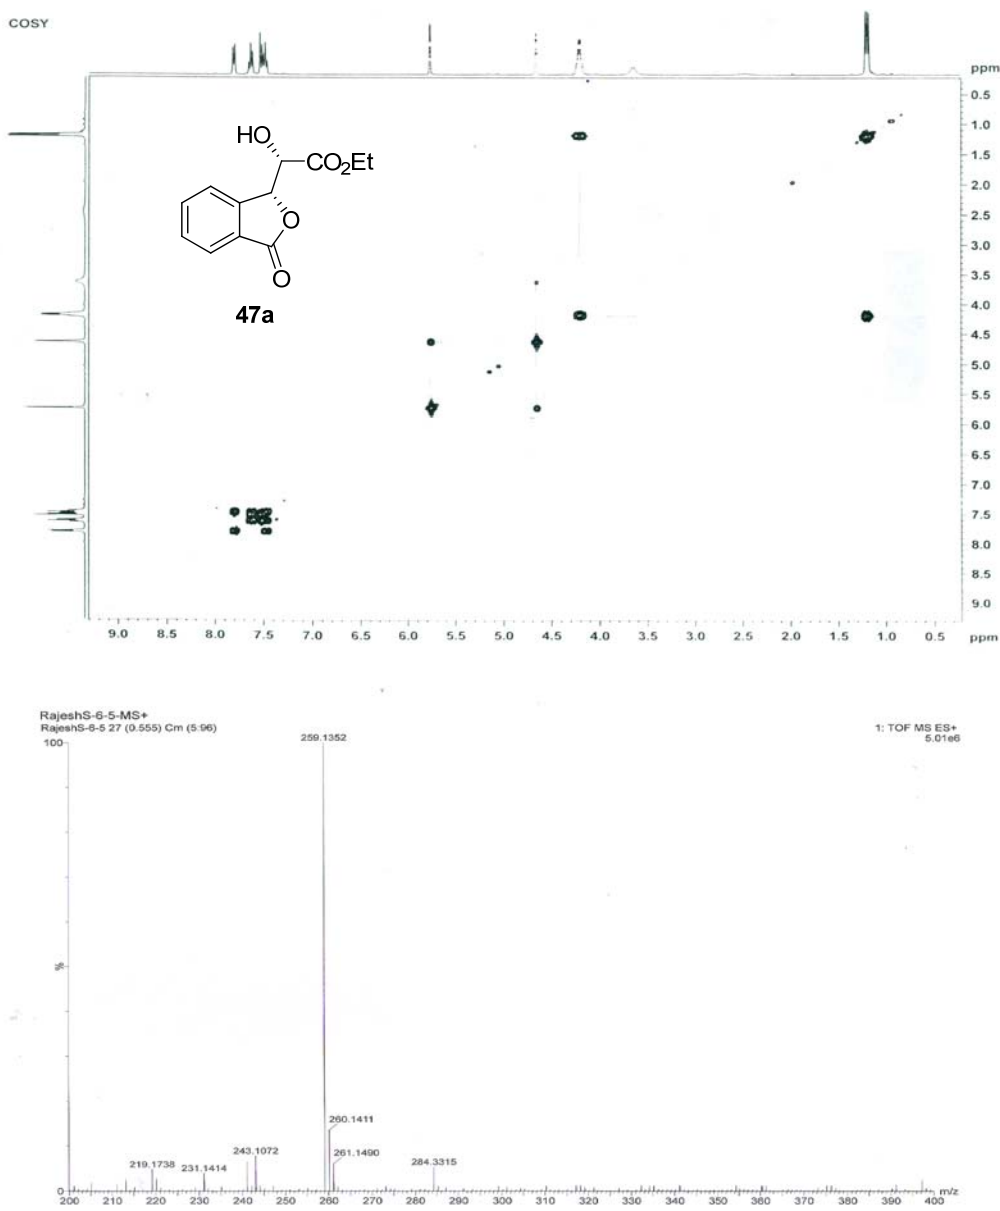 COSY
ppm
0.5
1.0
1.5
2.0
2.5
3.0
3.5
4.0
4.5
5.0
5.5
6.0
6.5
7.0
7.5
8.0
8.5
9.0
HO
CO2Et
O
O
47a
9.0 8.5 8.0 7.5 7.0 6.5 6.0 5.5 5.0 4.5 4.0 3.5 3.0 2.5 2.0 1.5 1.0 0.5 ppm
RajeshS-6-5-MS+
RajeshS-6-5 27 (0.555) Cm (5:96)
1: TOF MS ES+
5.01e6
100
259.1352
%
260.1411
243.1072
261.1490
219.1738
231.1414
284.3315
0
200 210 220 230 240 250 260 270 280 290 300 310 320 330 340 350 360 370 380 390 400
m/z